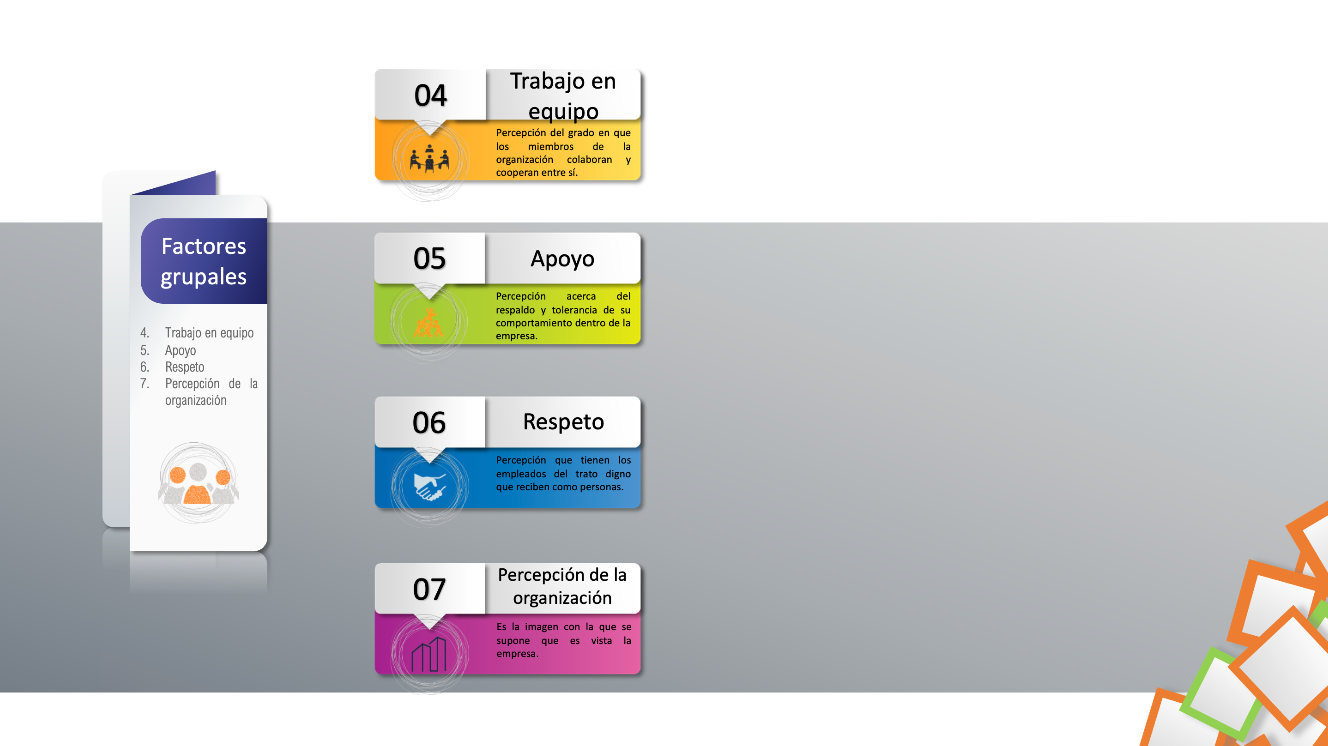 Factores
grupales
4. Trabajo en equipo
5. Apoyo
6. Respeto
7. Percepción de la
organización
04
Trabajo en
equipo
Percepción del grado en que
los miembros de la
organización colaboran y
cooperan entre sí.
05
Apoyo
Percepción acerca del
respaldo y tolerancia de su
comportamiento dentro de la
empresa.
06
Respeto
Percepción que tienen los
empleados del trato digno
que reciben como personas.
07
Percepción de la
organización
Es la imagen con la que se
supone que es vista la
empresa.